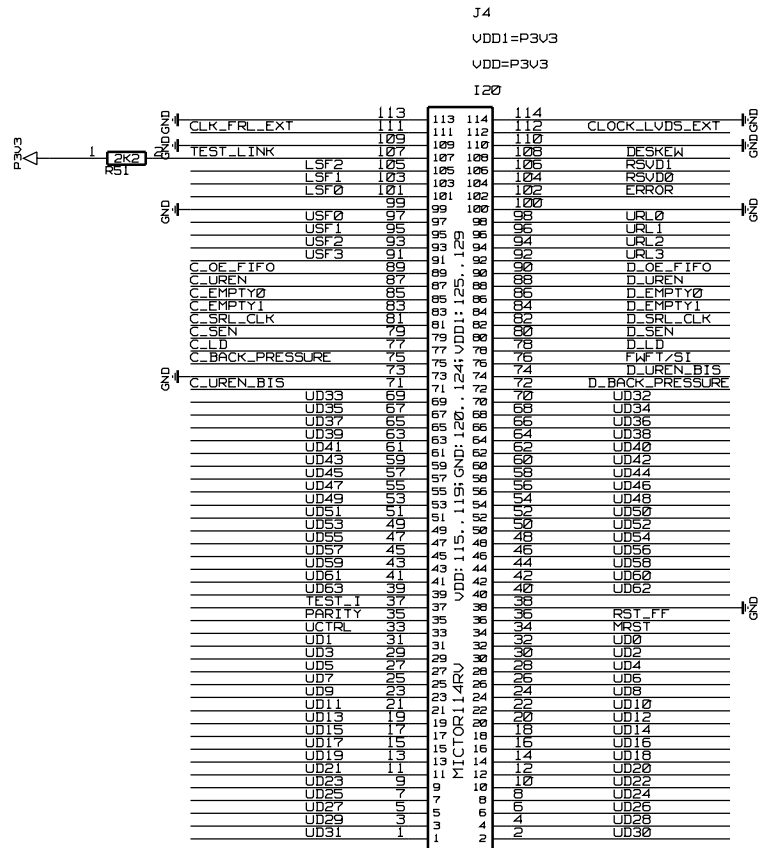 J4
VDD1=P3V3
VDD=P3V3
I20
GND 113 113 114 114 GND
CLK_FRL_EXT 111 111 112 112 CLOCK_LVDS_EXT
GND 109 109 110 110 GND
P3V3 1 2K2 2 TEST_LINK 107 107 108 108 DESKEW
R51 LSF2 105 105 106 106 RSVD1
LSF1 103 103 104 104 RSVD0
LSF0 101 101 102 102 ERROR
GND 99 99 100 100 GND
USF0 97 97 98 98 URL0
USF1 95 95 96 96 URL1
USF2 93 93 94 94 URL2
USF3 91 91 92 92 URL3
C_OE_FIFO 89 89 90 90 D_OE_FIFO
C_UREN 87 87 88 88 D_UREN
C_EMPTY0 85 85 86 86 D_EMPTY0
C_EMPTY1 83 83 84 84 D_EMPTY1
C_SRL_CLK 81 81 82 82 D_SRL_CLK
C_SEN 79 79 80 80 D_SEN
C_LD 77 77 78 78 D_LD
C_BACK_PRESSURE 75 75 76 76 FWFT/SI
GND 73 73 74 74 D_UREN_BIS
C_UREN_BIS 71 71 72 72 D_BACK_PRESSURE
UD33 69 69 70 70 UD32
UD35 67 67 68 68 UD34
UD37 65 65 66 66 UD36
UD39 63 63 64 64 UD38
UD41 61 61 62 62 UD40
UD43 59 59 60 60 UD42
UD45 57 57 58 58 UD44
UD47 55 55 56 56 UD46
UD49 53 53 54 54 UD48
UD51 51 51 52 52 UD50
UD53 49 49 50 50 UD52
UD55 47 47 48 48 UD54
UD57 45 45 46 46 UD56
UD59 43 43 44 44 UD58
UD61 41 41 42 42 UD60
UD63 39 39 40 40 UD62
TEST_I 37 37 38 38 GND
PARITY 35 35 36 36 RST_FF
UCTRL 33 33 34 34 MRST
UD1 31 31 32 32 UD0
UD3 29 29 30 30 UD2
UD5 27 27 28 28 UD4
UD7 25 25 26 26 UD6
UD9 23 23 24 24 UD8
UD11 21 21 22 22 UD10
UD13 19 19 20 20 UD12
UD15 17 17 18 18 UD14
UD17 15 15 16 16 UD16
UD19 13 13 14 14 UD18
UD21 11 11 12 12 UD20
UD23 9 9 10 10 UD22
UD25 7 7 8 8 UD24
UD27 5 5 6 6 UD26
UD29 3 3 4 4 UD28
UD31 1 1 2 2 UD30
VDD:115..119;GND:120..124;VDD1:125..129
MICTOR114RV